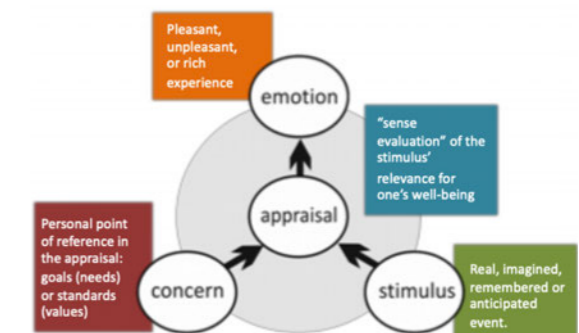 Pleasant,
unpleasant,
or rich
experience
emotion
“sense
evaluation” of the
stimulus’
relevance for
one’s well-being
appraisal
Personal point
of reference in
the appraisal:
goals (needs)
or standards
(values)
concern
stimulus
Real, imagined,
remembered or
anticipated
event.